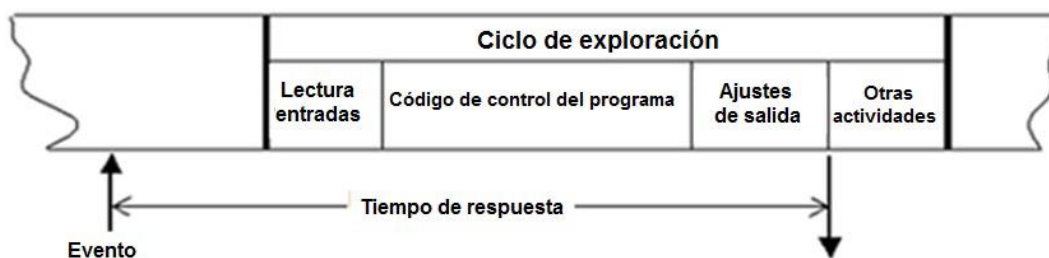 Ciclo de exploración
Lectura
entradas
Código de control del programa
Ajustes
de salida
Otras
actividades
Tiempo de respuesta
Evento